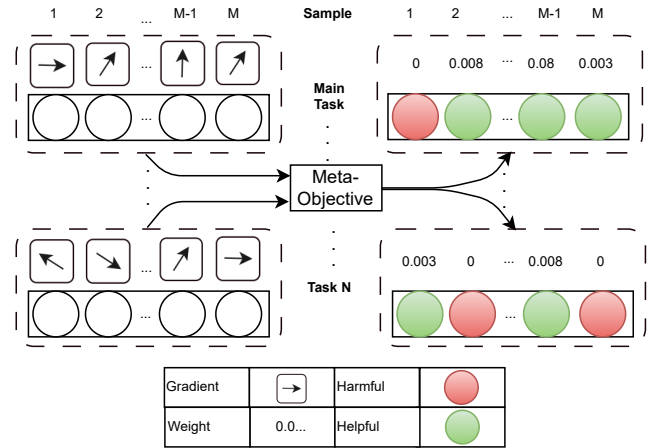 1 2 ... M-1 M Sample 1 2 ... M-1 M
... 0 0.008 ... 0.08 0.003
Main
Task
... ...
Meta-
Objective
... 0.003 0 ... 0.008 0
Task N
... ...
Gradient Harmful
Weight 0.0... Helpful